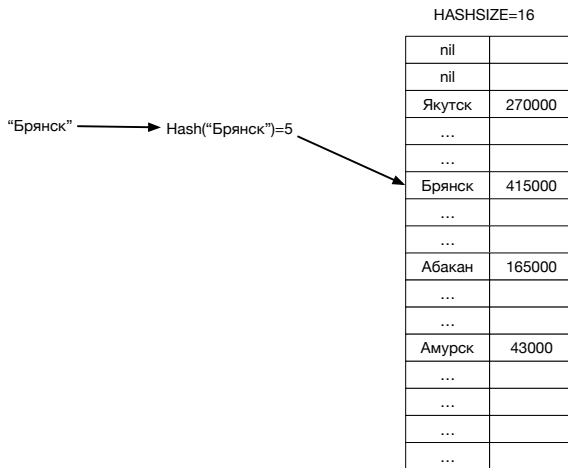 HASHSIZE=16
nil
nil
Якутск 270000
...
...
“Брянск” Hash(“Брянск”)=5
Брянск 415000
...
...
Абакан 165000
...
...
Амурск 43000
...
...
...
...